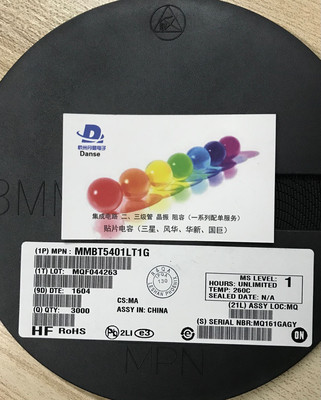 Danse
集成电路 二、三级管 晶振 阻容（一系列配单服务）
贴片电容（三星、风华、华新、国巨）
(1P) MPN: MMBT5401LT1G
(1T) LOT: MQF044263
(9D) DTE: 1604
CS:MA
(Q) QTY: 3000
ASSY IN: CHINA
MS LEVEL: 1
HOURS: UNLIMITED
TEMP: 260C
SEALED DATE: N/A
(1L) ASSY LOC:MQ
(S) SERIAL NBR:MQ161GAGY
HF RoHS
Pb
2LI
e3
ON